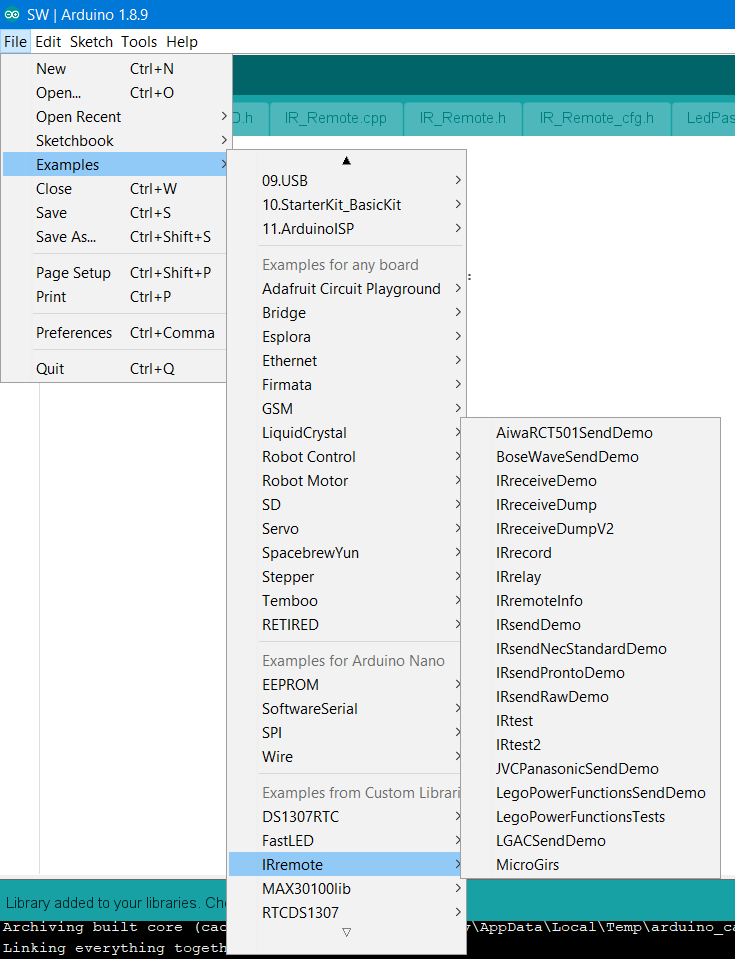 SW | Arduino 1.8.9
File Edit Sketch Tools Help
New Ctrl+N
Open... Ctrl+O
Open Recent
Sketchbook
Examples
Close Ctrl+W
Save Ctrl+S
Save As... Ctrl+Shift+S
Page Setup Ctrl+Shift+P
Print Ctrl+P
Preferences Ctrl+Comma
Quit Ctrl+Q
D.h IR_Remote.cpp IR_Remote.h IR_Remote_cfg.h LedPas
09.USB
10.StarterKit_BasicKit
11.ArduinoISP
Examples for any board
Adafruit Circuit Playground
Bridge
Esplora
Ethernet
Firmata
GSM
LiquidCrystal
Robot Control
Robot Motor
SD
Servo
SpacebrewYun
Stepper
Temboo
RETIRED
Examples for Arduino Nano
EEPROM
SoftwareSerial
SPI
Wire
Examples from Custom Librari
DS1307RTC
FastLED
IRremote
MAX30100lib
RTCDS1307
AiwaRCT501SendDemo
BoseWaveSendDemo
IRreceiveDemo
IRreceiveDump
IRreceiveDumpV2
IRrecord
IRrelay
IRremoteInfo
IRsendDemo
IRsendNecStandardDemo
IRsendProntoDemo
IRsendRawDemo
IRtest
IRtest2
JVCPanasonicSendDemo
LegoPowerFunctionsSendDemo
LegoPowerFunctionsTests
LGACSendDemo
MicroGirs
Library added to your libraries. Che
Archiving built core (cac y\AppData\Local\Temp\arduino_ca
Linking everything togeth